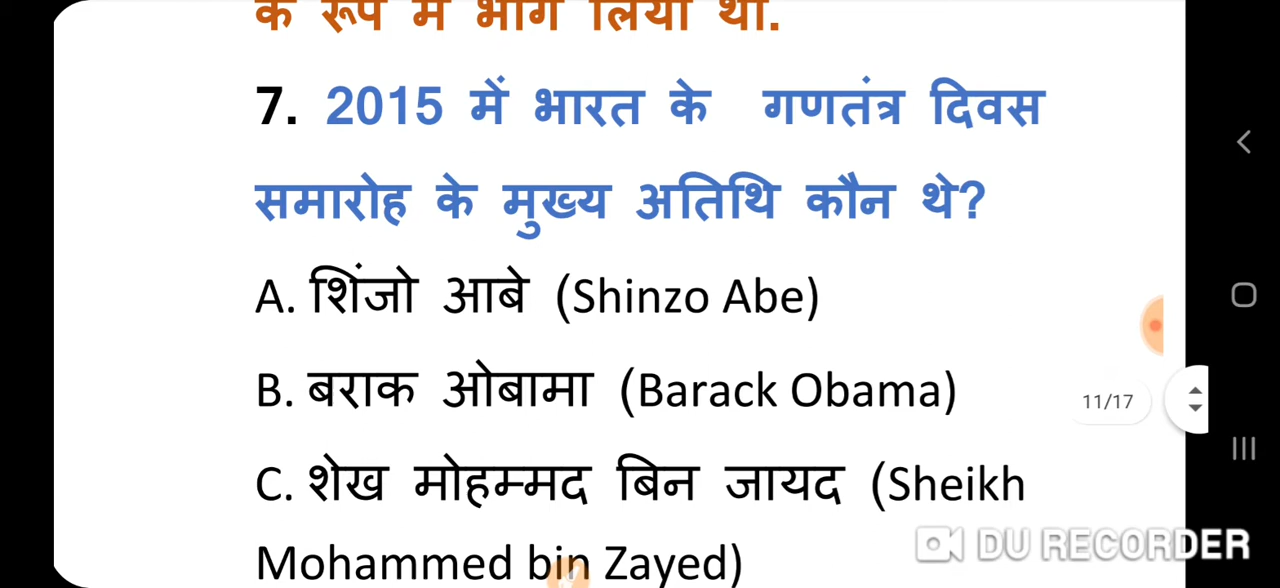 के रूप में भाग लिया था.
7. 2015 में भारत के गणतंत्र दिवस
समारोह के मुख्य अतिथि कौन थे?
A. शिंजो आबे (Shinzo Abe)
B. बराक ओबामा (Barack Obama)
11/17
C. शेख मोहम्मद बिन जायद (Sheikh
Mohammed bin Zayed)
DU RECORDER